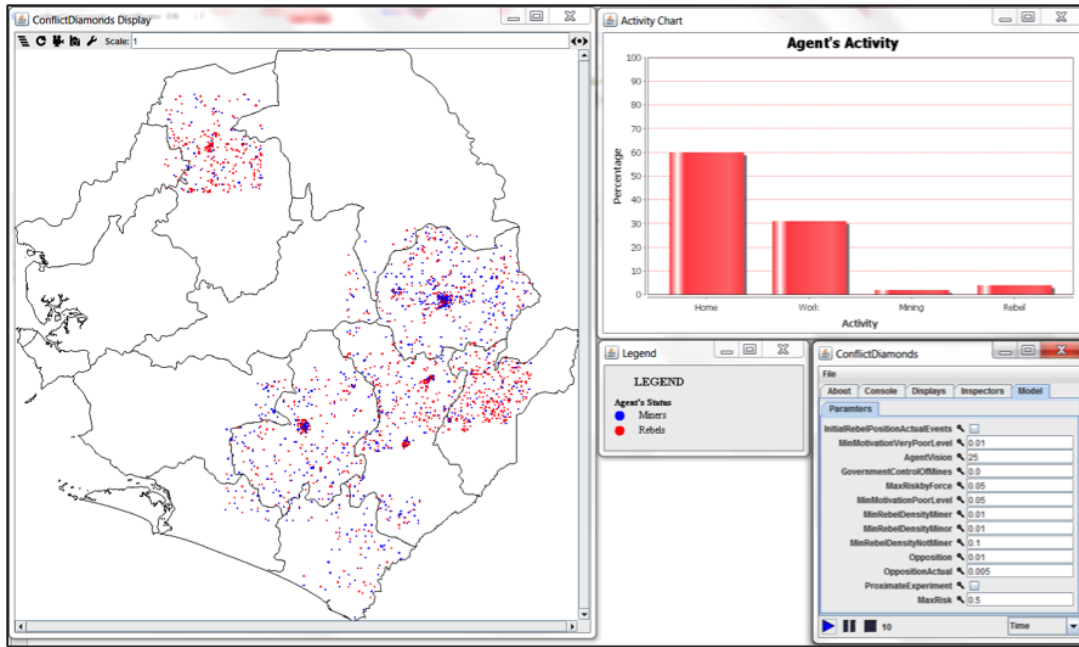 ConflictDiamonds Display
Scale: 1
Activity Chart
Agent's Activity
100
90
80
70
60
50
40
30
20
10
0
Percentage
Home Work Mining Rebel
Activity
Legend
LEGEND
Agent's Status
Miners
Rebels
ConflictDiamonds
File
About Console Displays Inspectors Model
Paramters
InitialRebelPositionActualEvents
MinMotivationVeryPoorLevel 0.01
AgentVision 25
GovernmentControlOfMines 0.0
MaxRiskbyForce 0.05
MinMotivationPoorLevel 0.05
MinRebelDensityMiner 0.01
MinRebelDensityMinor 0.01
MinRebelDensityNotMiner 0.1
Opposition 0.01
OppositionActual 0.005
ProximateExperiment
MaxRisk 0.5
10 Time